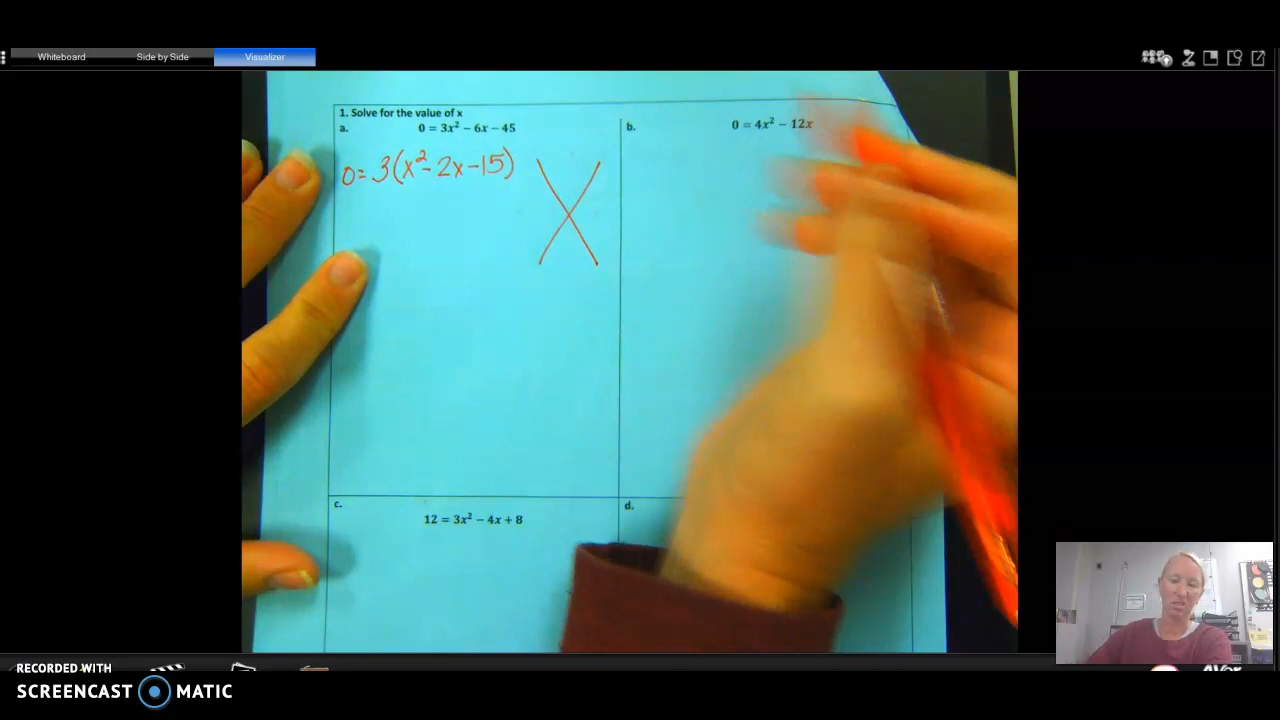 Whiteboard Side by Side Visualizer
1. Solve for the value of x
a. 0 = 3x² − 6x − 45
b. 0 = 4x² − 12x
0 = 3(x² − 2x − 15)
c. 12 = 3x² − 4x + 8
d.
RECORDED WITH
SCREENCAST MATIC